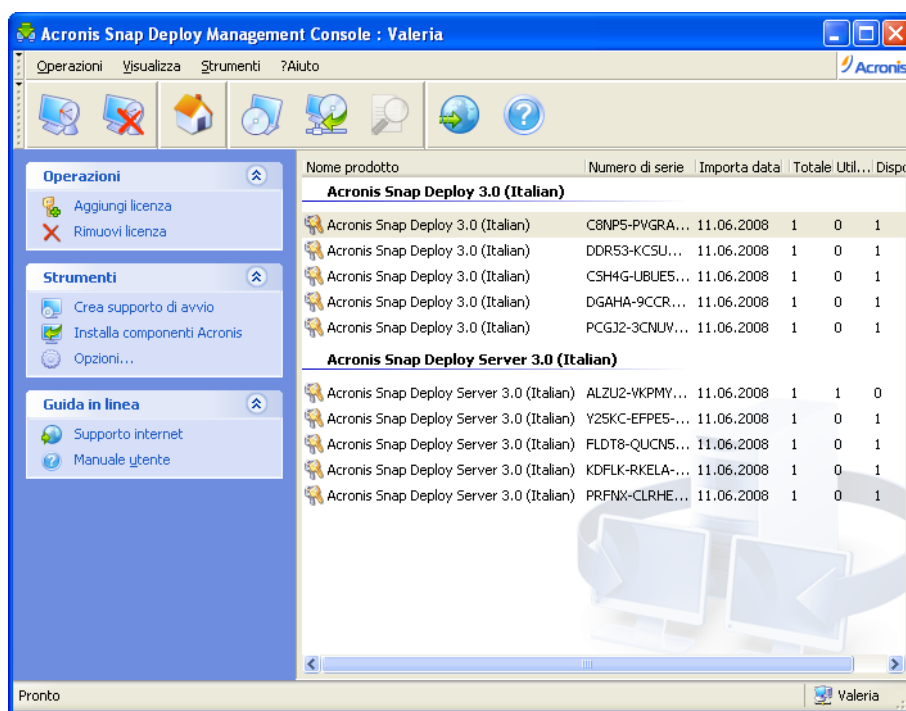 Acronis Snap Deploy Management Console : Valeria
Operazioni Visualizza Strumenti ?Aiuto
Acronis
Operazioni
Aggiungi licenza
Rimuovi licenza
Strumenti
Crea supporto di avvio
Installa componenti Acronis
Opzioni...
Guida in linea
Supporto internet
Manuale utente
Nome prodotto Numero di serie Importa data Totale Util... Dispo
Acronis Snap Deploy 3.0 (Italian)
Acronis Snap Deploy 3.0 (Italian) C8NP5-PVGRA... 11.06.2008 1 0 1
Acronis Snap Deploy 3.0 (Italian) DDR53-KCSU... 11.06.2008 1 0 1
Acronis Snap Deploy 3.0 (Italian) CSH4G-UBUE5... 11.06.2008 1 0 1
Acronis Snap Deploy 3.0 (Italian) DGAHA-9CCR... 11.06.2008 1 0 1
Acronis Snap Deploy 3.0 (Italian) PCGJ2-3CNUV... 11.06.2008 1 0 1
Acronis Snap Deploy Server 3.0 (Italian)
Acronis Snap Deploy Server 3.0 (Italian) ALZU2-VKPMY... 11.06.2008 1 1 0
Acronis Snap Deploy Server 3.0 (Italian) Y25KC-EFPE5-... 11.06.2008 1 0 1
Acronis Snap Deploy Server 3.0 (Italian) FLDT8-QUCN5... 11.06.2008 1 0 1
Acronis Snap Deploy Server 3.0 (Italian) KDFLK-RKELA-... 11.06.2008 1 0 1
Acronis Snap Deploy Server 3.0 (Italian) PRFNX-CLRHE... 11.06.2008 1 0 1
Pronto Valeria